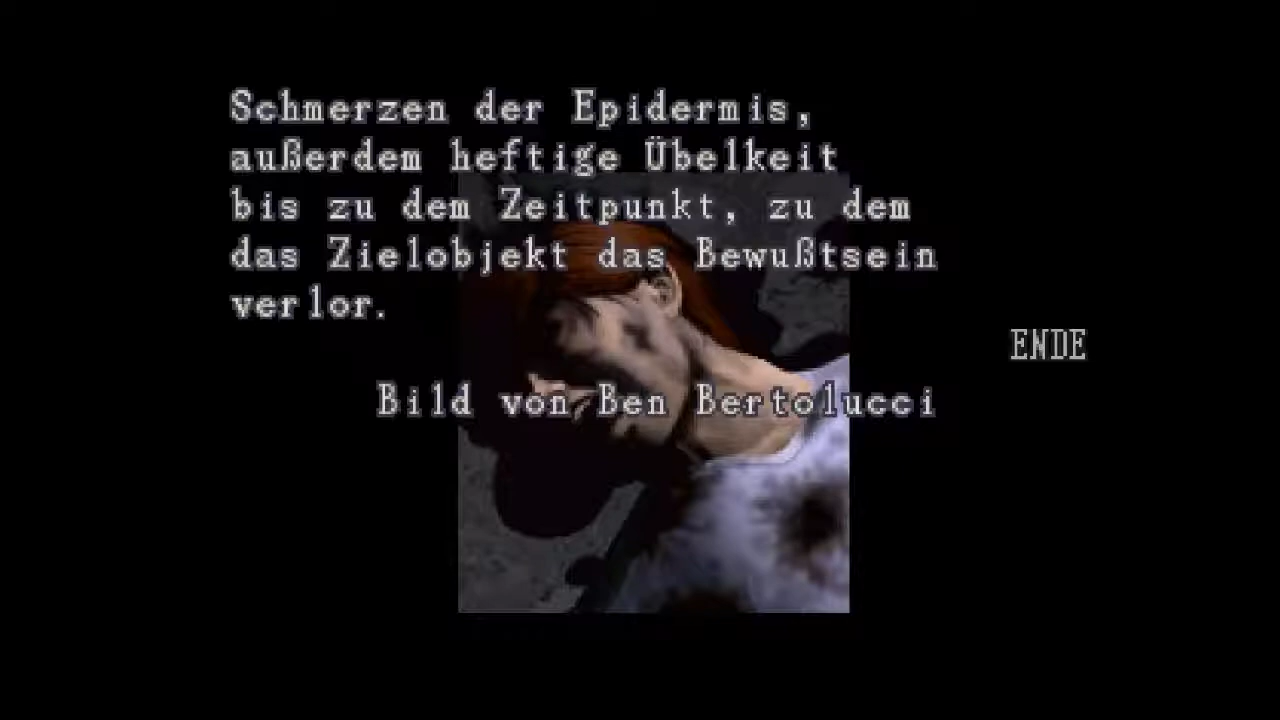 Schmerzen der Epidermis,
außerdem heftige Übelkeit
bis zu dem Zeitpunkt, zu dem
das Zielobjekt das Bewußtsein
verlor.
ENDE
Bild von Ben Bertolucci